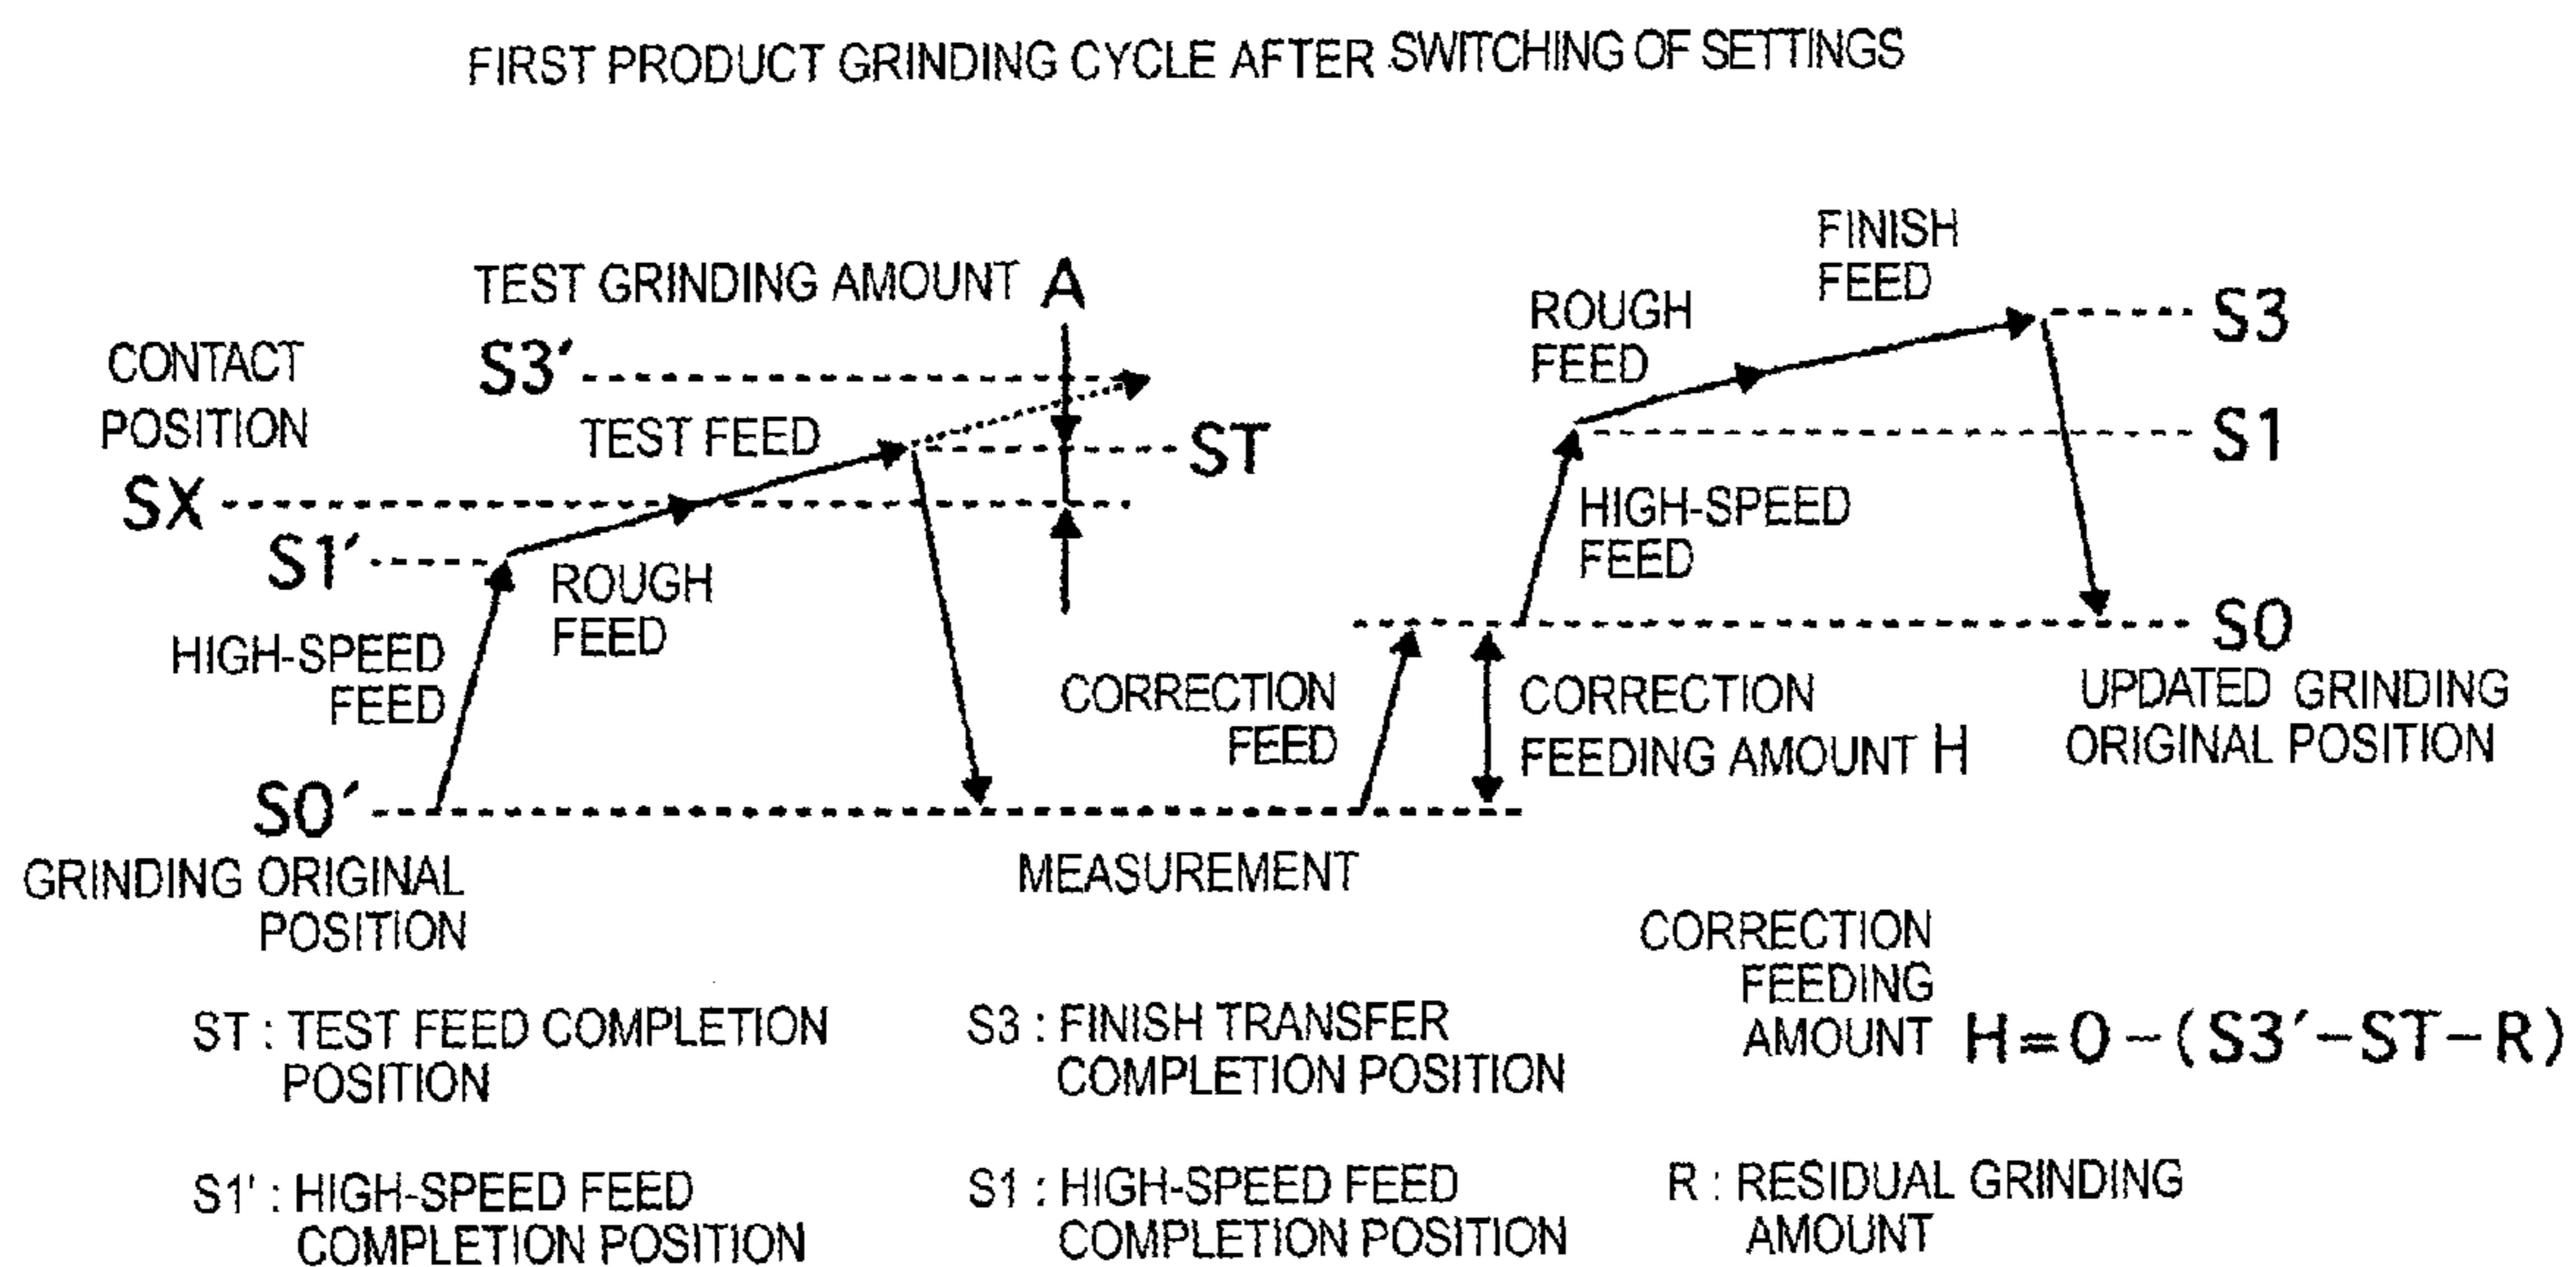 FIRST PRODUCT GRINDING CYCLE AFTER SWITCHING OF SETTINGS
TEST GRINDING AMOUNT A
CONTACT
POSITION
SX
S3′
TEST FEED
ST
S1′
ROUGH
FEED
HIGH-SPEED
FEED
S0′
GRINDING ORIGINAL
POSITION
MEASUREMENT
FINISH
FEED
ROUGH
FEED
S3
S1
HIGH-SPEED
FEED
S0
UPDATED GRINDING
ORIGINAL POSITION
CORRECTION
FEED
CORRECTION
FEEDING AMOUNT H
CORRECTION
FEEDING
AMOUNT H=0-(S3′-ST-R)
ST : TEST FEED COMPLETION
POSITION
S3 : FINISH TRANSFER
COMPLETION POSITION
S1' : HIGH-SPEED FEED
COMPLETION POSITION
S1 : HIGH-SPEED FEED
COMPLETION POSITION
R : RESIDUAL GRINDING
AMOUNT